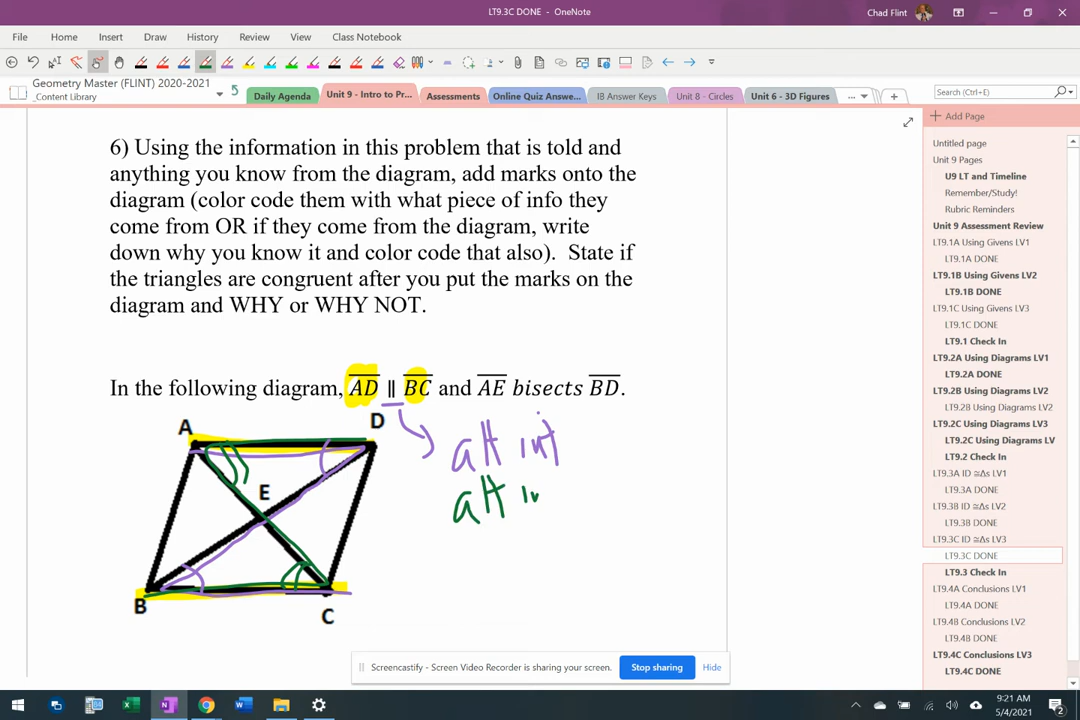 LT9.3C DONE - OneNote
Chad Flint
File Home Insert Draw History Review View Class Notebook
Geometry Master (FLINT) 2020-2021
_Content Library
Daily Agenda
Unit 9 - Intro to Pr...
Assessments
Online Quiz Answe...
IB Answer Keys
Unit 8 - Circles
Unit 6 - 3D Figures
...
Search (Ctrl+E)
Add Page
Untitled page
Unit 9 Pages
U9 LT and Timeline
Remember/Study!
Rubric Reminders
Unit 9 Assessment Review
LT9.1A Using Givens LV1
LT9.1A DONE
LT9.1B Using Givens LV2
LT9.1B DONE
LT9.1C Using Givens LV3
LT9.1C DONE
LT9.1 Check In
LT9.2A Using Diagrams LV1
LT9.2A DONE
LT9.2B Using Diagrams LV2
LT9.2B Using Diagrams LV2
LT9.2C Using Diagrams LV3
LT9.2C Using Diagrams LV
LT9.2 Check In
LT9.3A ID ≅Δs LV1
LT9.3A DONE
LT9.3B ID ≅Δs LV2
LT9.3B DONE
LT9.3C ID ≅Δs LV3
LT9.3C DONE
LT9.3 Check In
LT9.4A Conclusions LV1
LT9.4A DONE
LT9.4B Conclusions LV2
LT9.4B DONE
LT9.4C Conclusions LV3
LT9.4C DONE
6) Using the information in this problem that is told and
anything you know from the diagram, add marks onto the
diagram (color code them with what piece of info they
come from OR if they come from the diagram, write
down why you know it and color code that also). State if
the triangles are congruent after you put the marks on the
diagram and WHY or WHY NOT.
In the following diagram, AD ∥ BC and AE bisects BD.
A
D
E
B
C
alt int
alt in
Screencastify - Screen Video Recorder is sharing your screen.
Stop sharing
Hide
9:21 AM
5/4/2021
2